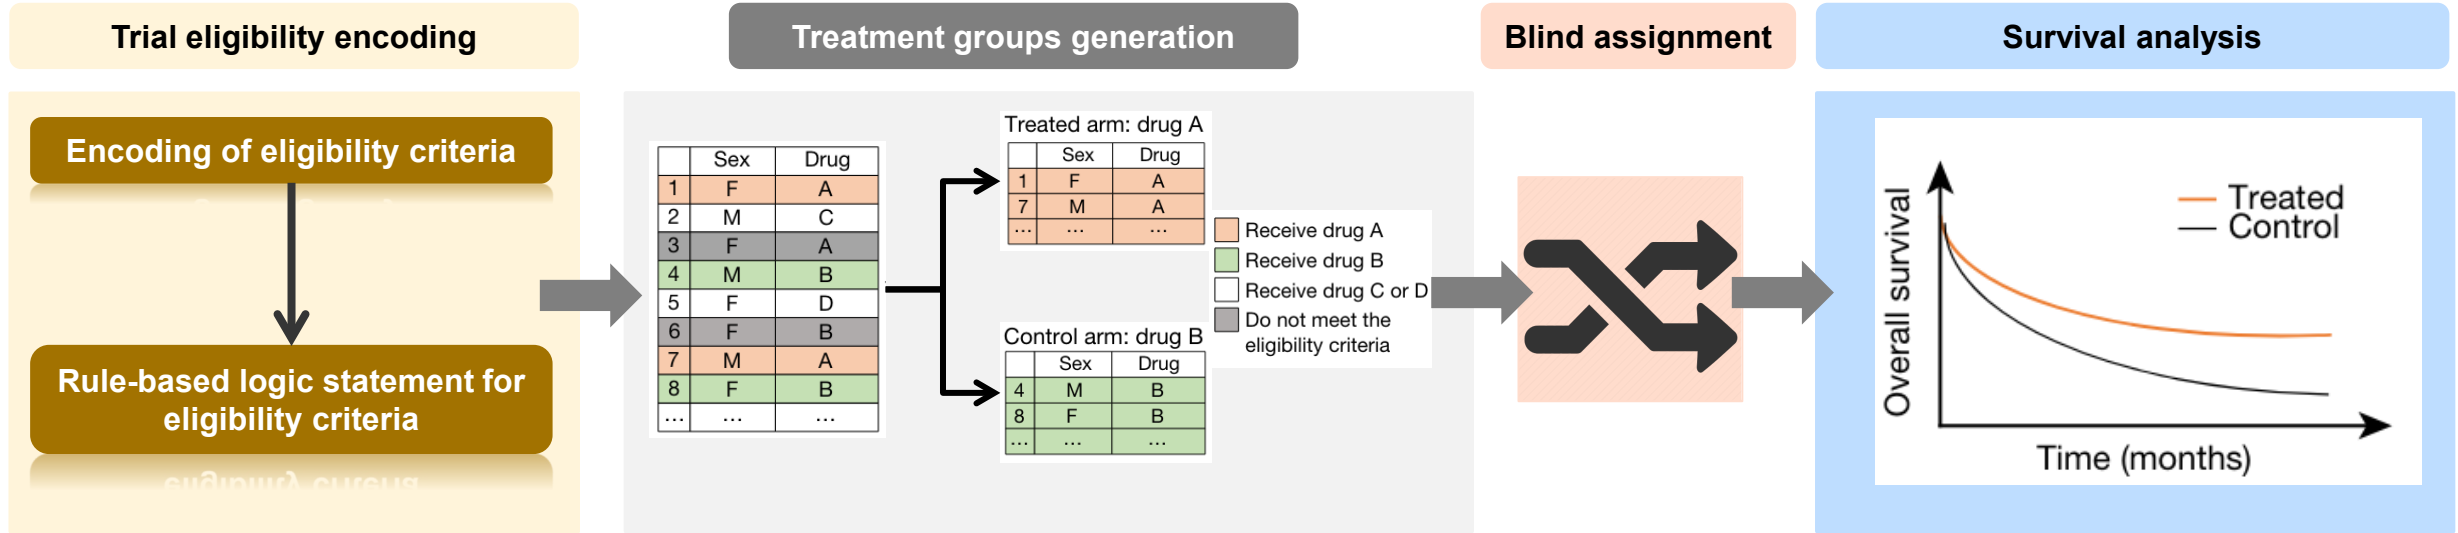 Trial eligibility encoding
Treatment groups generation
Blind assignment
Survival analysis
Encoding of eligibility criteria
Rule-based logic statement for
eligibility criteria
Sex Drug
1 F A
2 M C
3 F A
4 M B
5 F D
6 F B
7 M A
8 F B
... ... ...
Treated arm: drug A
Sex Drug
1 F A
7 M A
... ... ...
Control arm: drug B
Sex Drug
4 M B
8 F B
... ... ...
Receive drug A
Receive drug B
Receive drug C or D
Do not meet the
eligibility criteria
Overall survival
Treated
Control
Time (months)